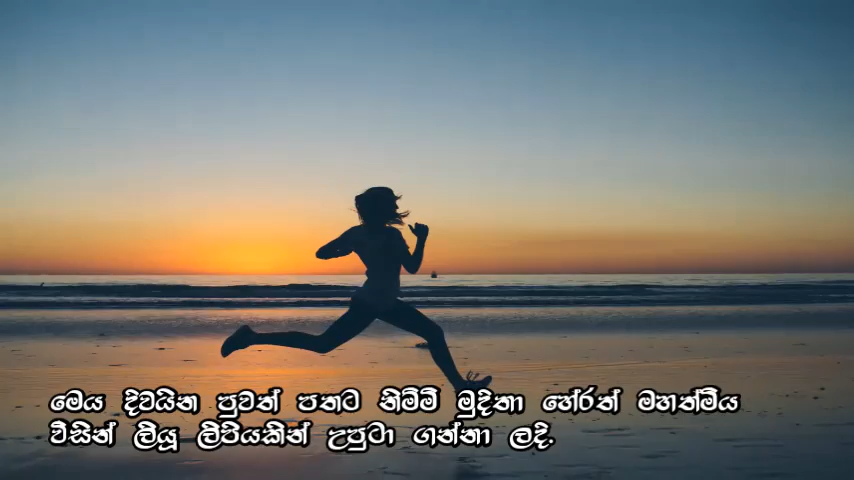 මෙය දිවයින පුවත් පතට නිම්මි මුදිතා හේරත් මහත්මිය
විසින් ලියූ ලිපියකින් උපුටා ගන්නා ලදි.